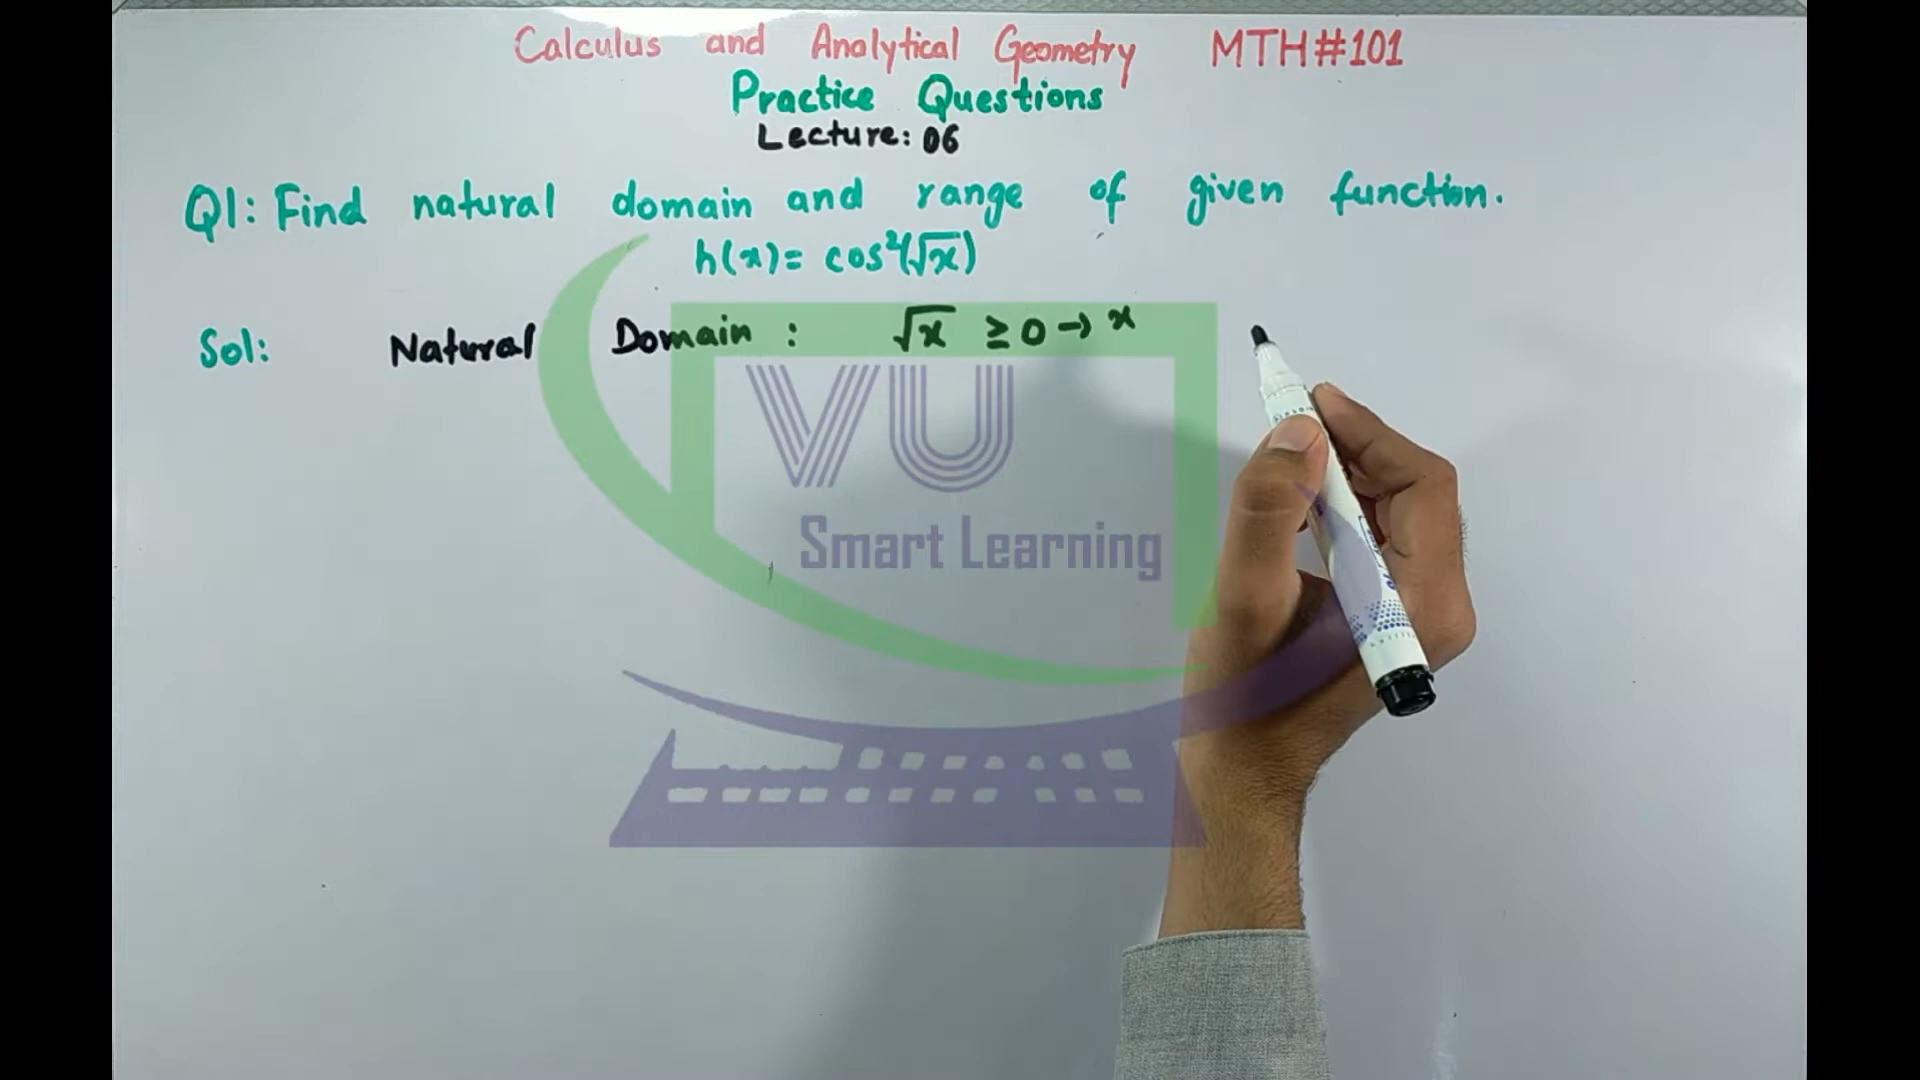 Calculus and Analytical Geometry MTH#101
Practice Questions
Lecture: 06
Q1: Find natural domain and range of given function.
h(x) = cos²(√x)
Sol: Natural Domain : √x ≥ 0 → x
VU
Smart Learning